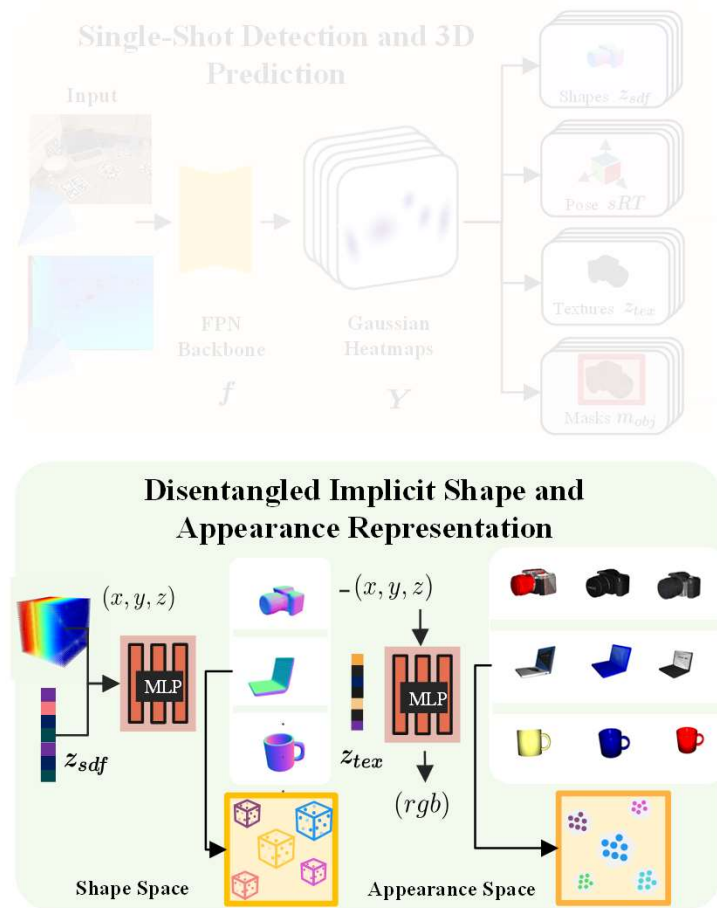 Single-Shot Detection and 3D
Prediction
Input
Shapes z_sdf
Pose sRT
FPN
Backbone
f
Gaussian
Heatmaps
Y
Textures z_tex
Masks m_obj
Disentangled Implicit Shape and
Appearance Representation
(x, y, z)
MLP
z_sdf
Shape Space
–(x, y, z)
MLP
z_tex
(rgb)
Appearance Space